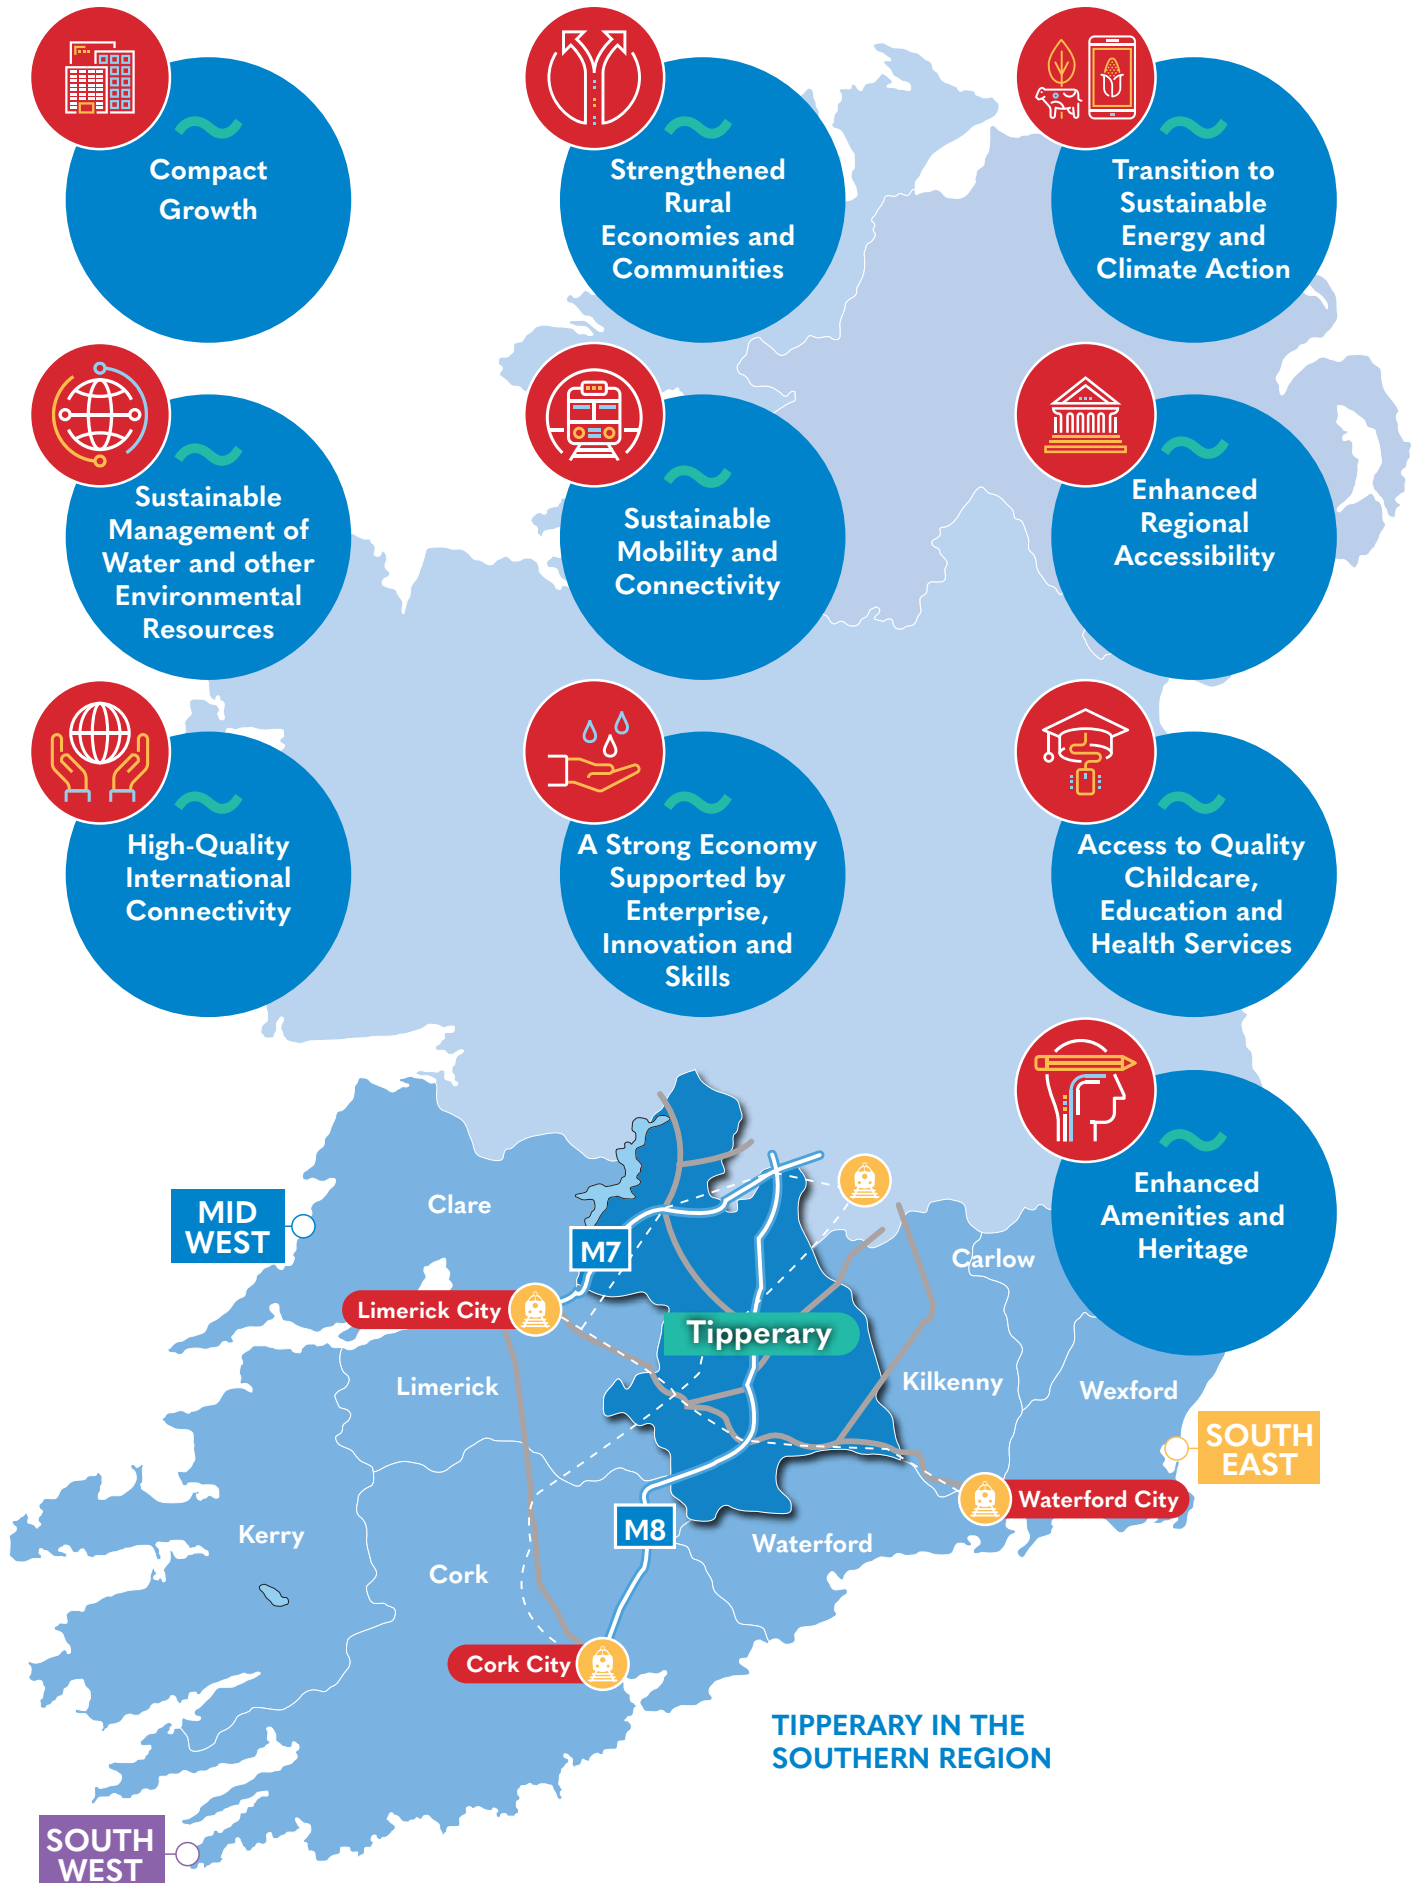 Compact
Growth
Strengthened
Rural
Economies and
Communities
Transition to
Sustainable
Energy and
Climate Action
Sustainable
Management of
Water and other
Environmental
Resources
Sustainable
Mobility and
Connectivity
Enhanced
Regional
Accessibility
High-Quality
International
Connectivity
A Strong Economy
Supported by
Enterprise,
Innovation and
Skills
Access to Quality
Childcare,
Education and
Health Services
Enhanced
Amenities and
Heritage
MID
WEST
Clare
M7
Carlow
Limerick City
Tipperary
Limerick
Kilkenny
Wexford
SOUTH
EAST
Waterford City
Kerry
M8
Waterford
Cork
Cork City
TIPPERARY IN THE
SOUTHERN REGION
SOUTH
WEST